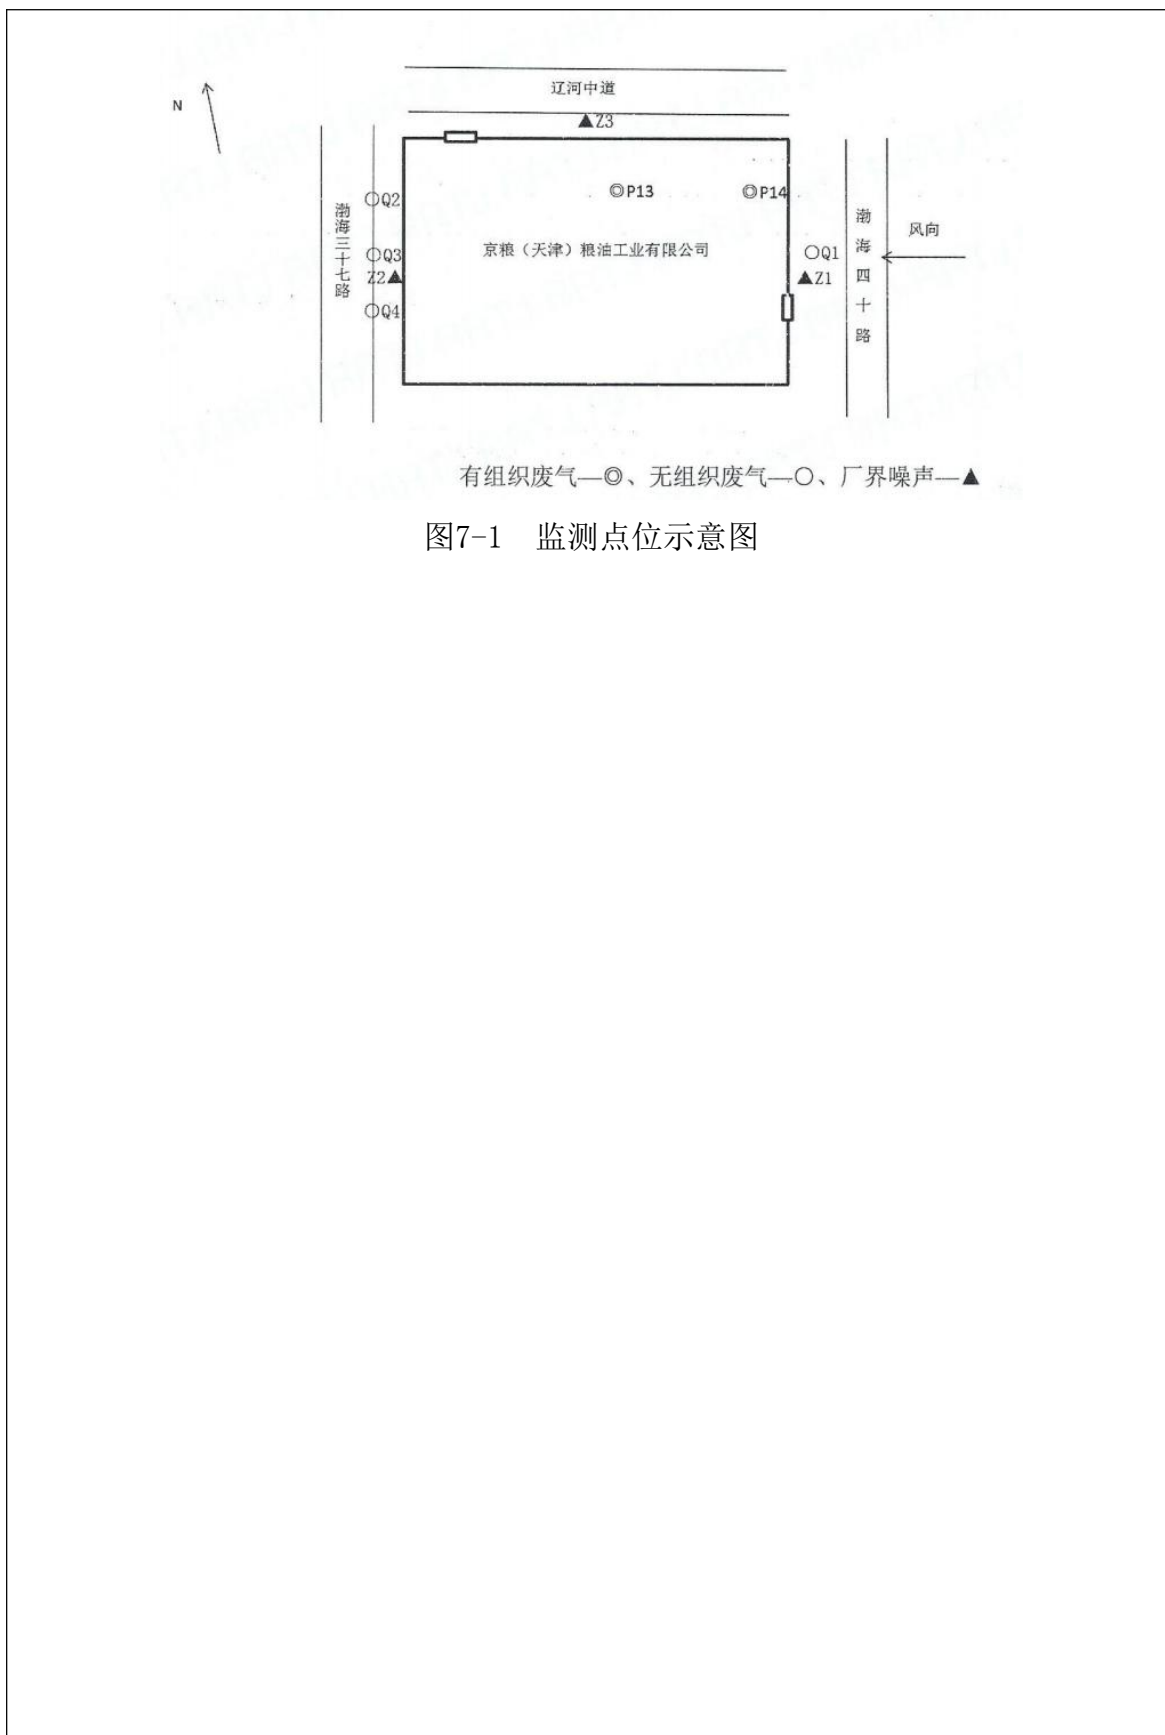 辽河中道
N
▲Z3
○Q2
◎P13
◎P14
渤海三十七路
渤海四十路
风向
○Q3
京粮（天津）粮油工业有限公司
○Q1
Z2▲
▲Z1
○Q4
有组织废气—◎、无组织废气—○、厂界噪声—▲
图7-1 监测点位示意图